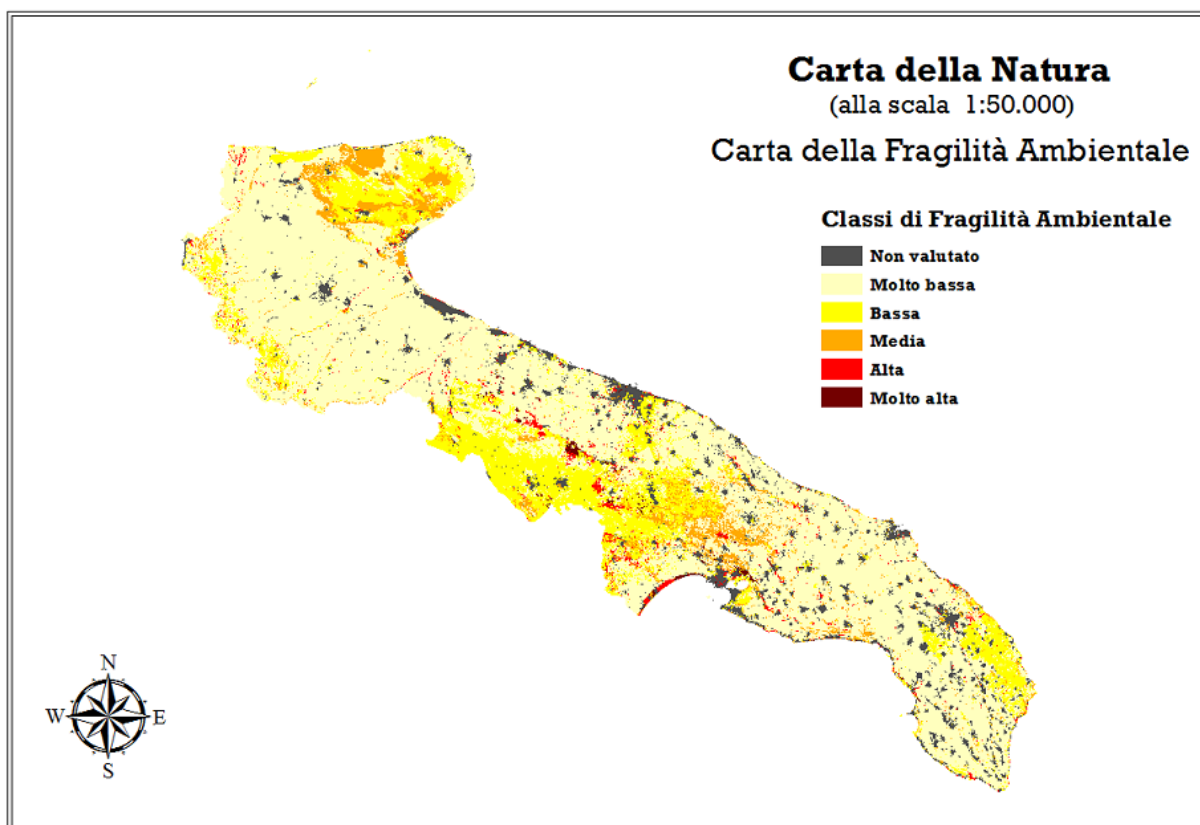 Carta della Natura
(alla scala 1:50.000)
Carta della Fragilità Ambientale
Classi di Fragilità Ambientale
Non valutato
Molto bassa
Bassa
Media
Alta
Molto alta
N
W E
S